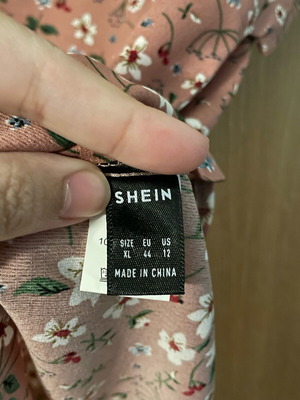 SHEIN
SIZE EU US
XL 44 12
MADE IN CHINA